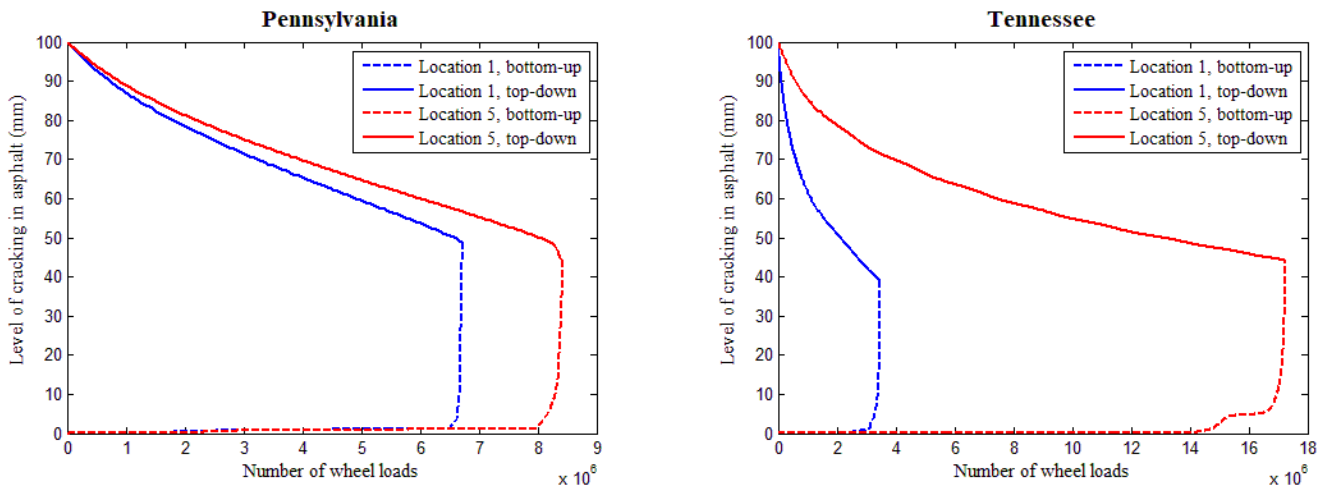 Pennsylvania
Level of cracking in asphalt (mm)
100
90
80
70
60
50
40
30
20
10
0
Location 1, bottom-up
Location 1, top-down
Location 5, bottom-up
Location 5, top-down
0 1 2 3 4 5 6 7 8 9
Number of wheel loads
x 10^6
Tennessee
Level of cracking in asphalt (mm)
100
90
80
70
60
50
40
30
20
10
0
Location 1, bottom-up
Location 1, top-down
Location 5, bottom-up
Location 5, top-down
0 2 4 6 8 10 12 14 16 18
Number of wheel loads
x 10^6